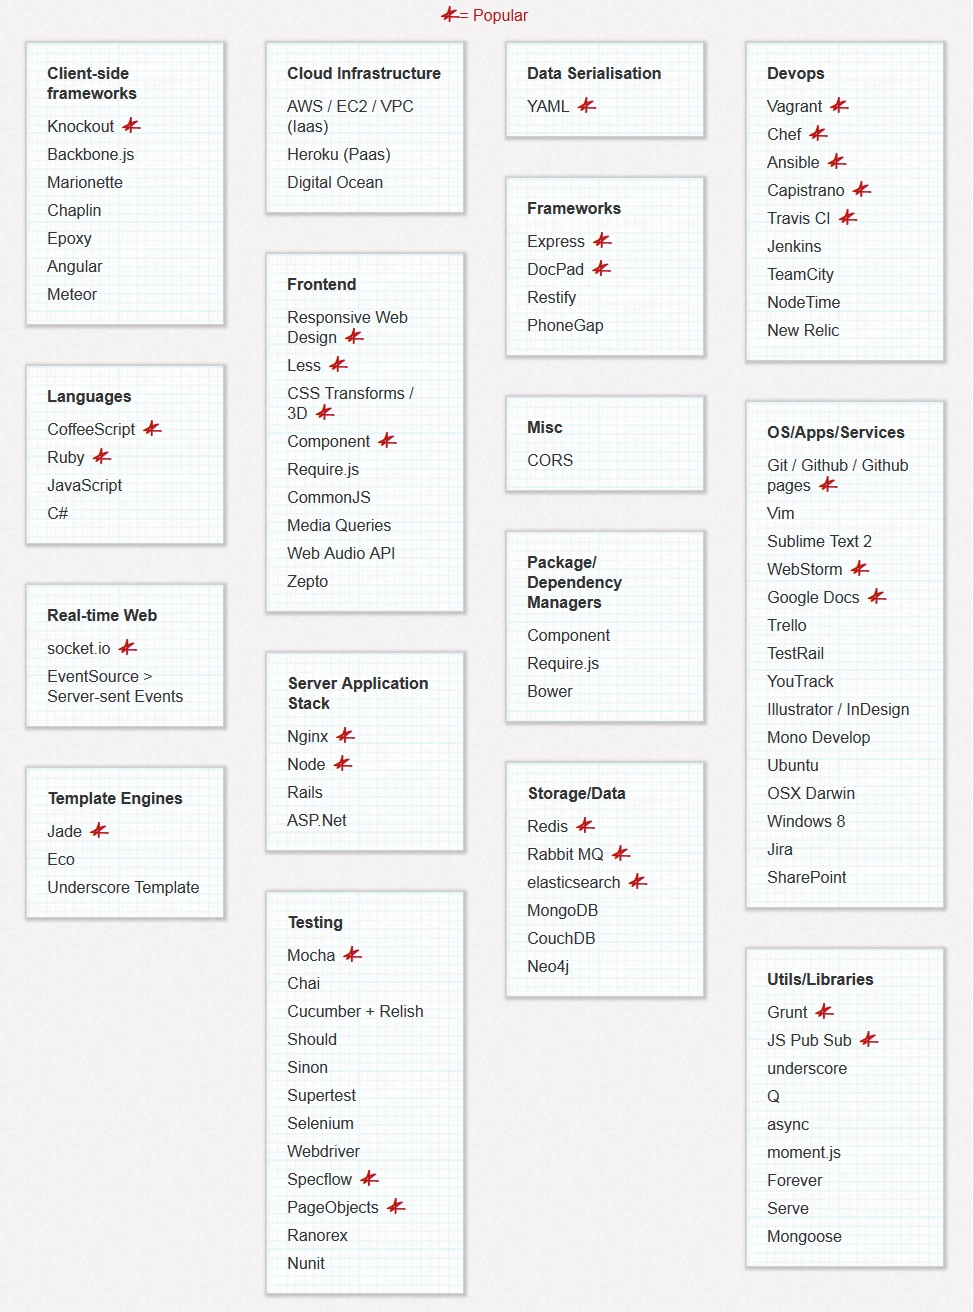 = Popular
Client-side
frameworks
Knockout
Backbone.js
Marionette
Chaplin
Epoxy
Angular
Meteor
Languages
CoffeeScript
Ruby
JavaScript
C#
Real-time Web
socket.io
EventSource >
Server-sent Events
Template Engines
Jade
Eco
Underscore Template
Cloud Infrastructure
AWS / EC2 / VPC
(Iaas)
Heroku (Paas)
Digital Ocean
Frontend
Responsive Web
Design
Less
CSS Transforms /
3D
Component
Require.js
CommonJS
Media Queries
Web Audio API
Zepto
Server Application
Stack
Nginx
Node
Rails
ASP.Net
Testing
Mocha
Chai
Cucumber + Relish
Should
Sinon
Supertest
Selenium
Webdriver
Specflow
PageObjects
Ranorex
Nunit
Data Serialisation
YAML
Frameworks
Express
DocPad
Restify
PhoneGap
Misc
CORS
Package/
Dependency
Managers
Component
Require.js
Bower
Storage/Data
Redis
Rabbit MQ
elasticsearch
MongoDB
CouchDB
Neo4j
Devops
Vagrant
Chef
Ansible
Capistrano
Travis CI
Jenkins
TeamCity
NodeTime
New Relic
OS/Apps/Services
Git / Github / Github
pages
Vim
Sublime Text 2
WebStorm
Google Docs
Trello
TestRail
YouTrack
Illustrator / InDesign
Mono Develop
Ubuntu
OSX Darwin
Windows 8
Jira
SharePoint
Utils/Libraries
Grunt
JS Pub Sub
underscore
Q
async
moment.js
Forever
Serve
Mongoose